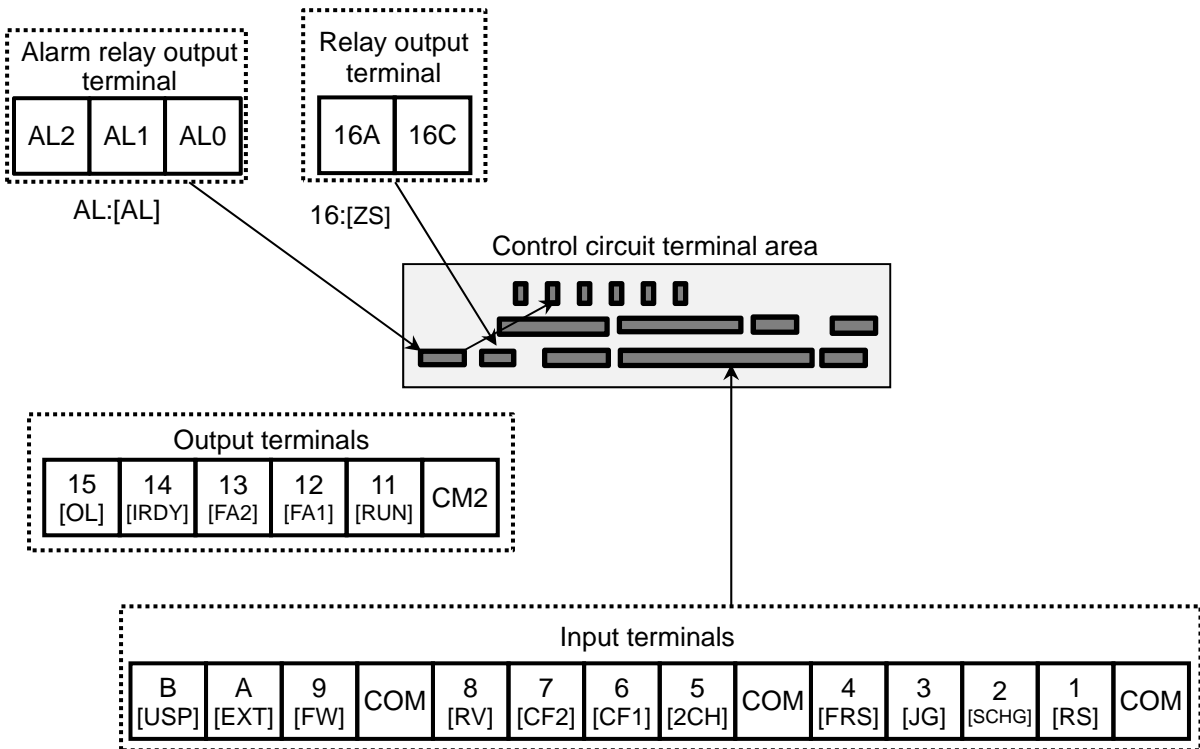 Alarm relay output
terminal
AL2 AL1 AL0
AL:[AL]
Relay output
terminal
16A 16C
16:[ZS]
Control circuit terminal area
Output terminals
15 14 13 12 11 CM2
[OL] [IRDY] [FA2] [FA1] [RUN]
Input terminals
B A 9 COM 8 7 6 5 COM 4 3 2 1 COM
[USP] [EXT] [FW] [RV] [CF2] [CF1] [2CH] [FRS] [JG] [SCHG] [RS]